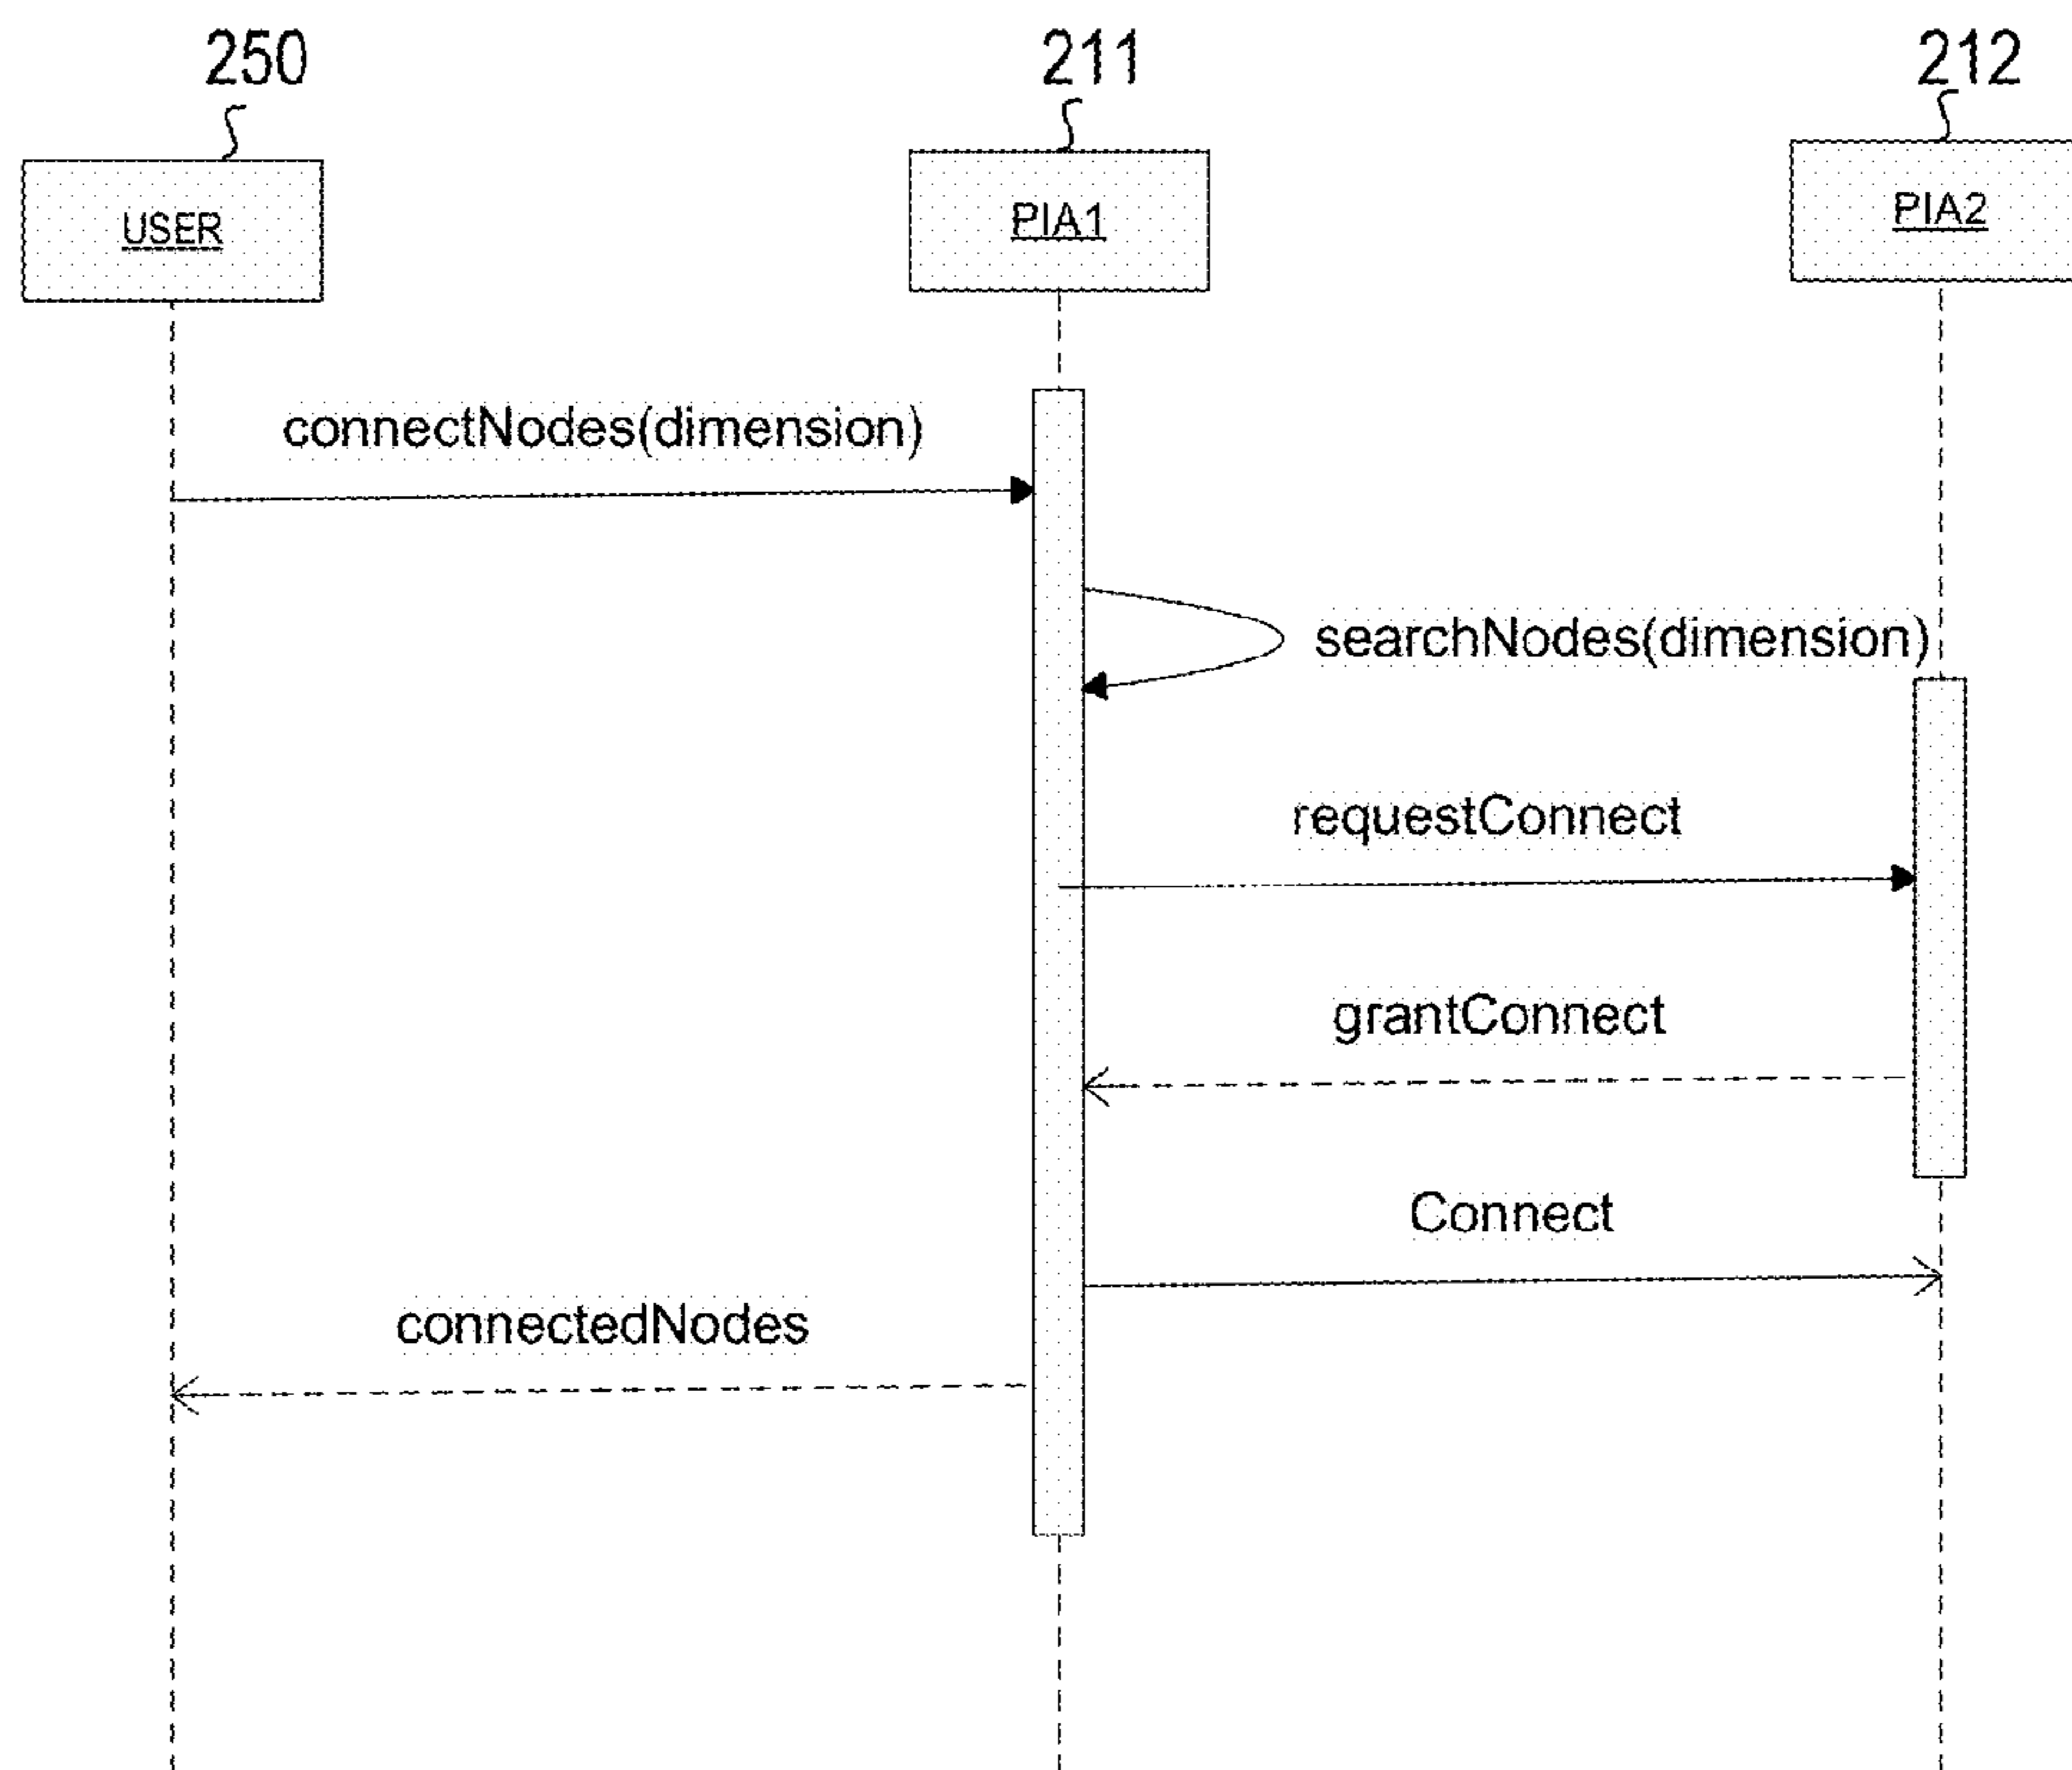 250
211
212
USER
PIA1
PIA2
connectNodes(dimension)
searchNodes(dimension)
requestConnect
grantConnect
Connect
connectedNodes